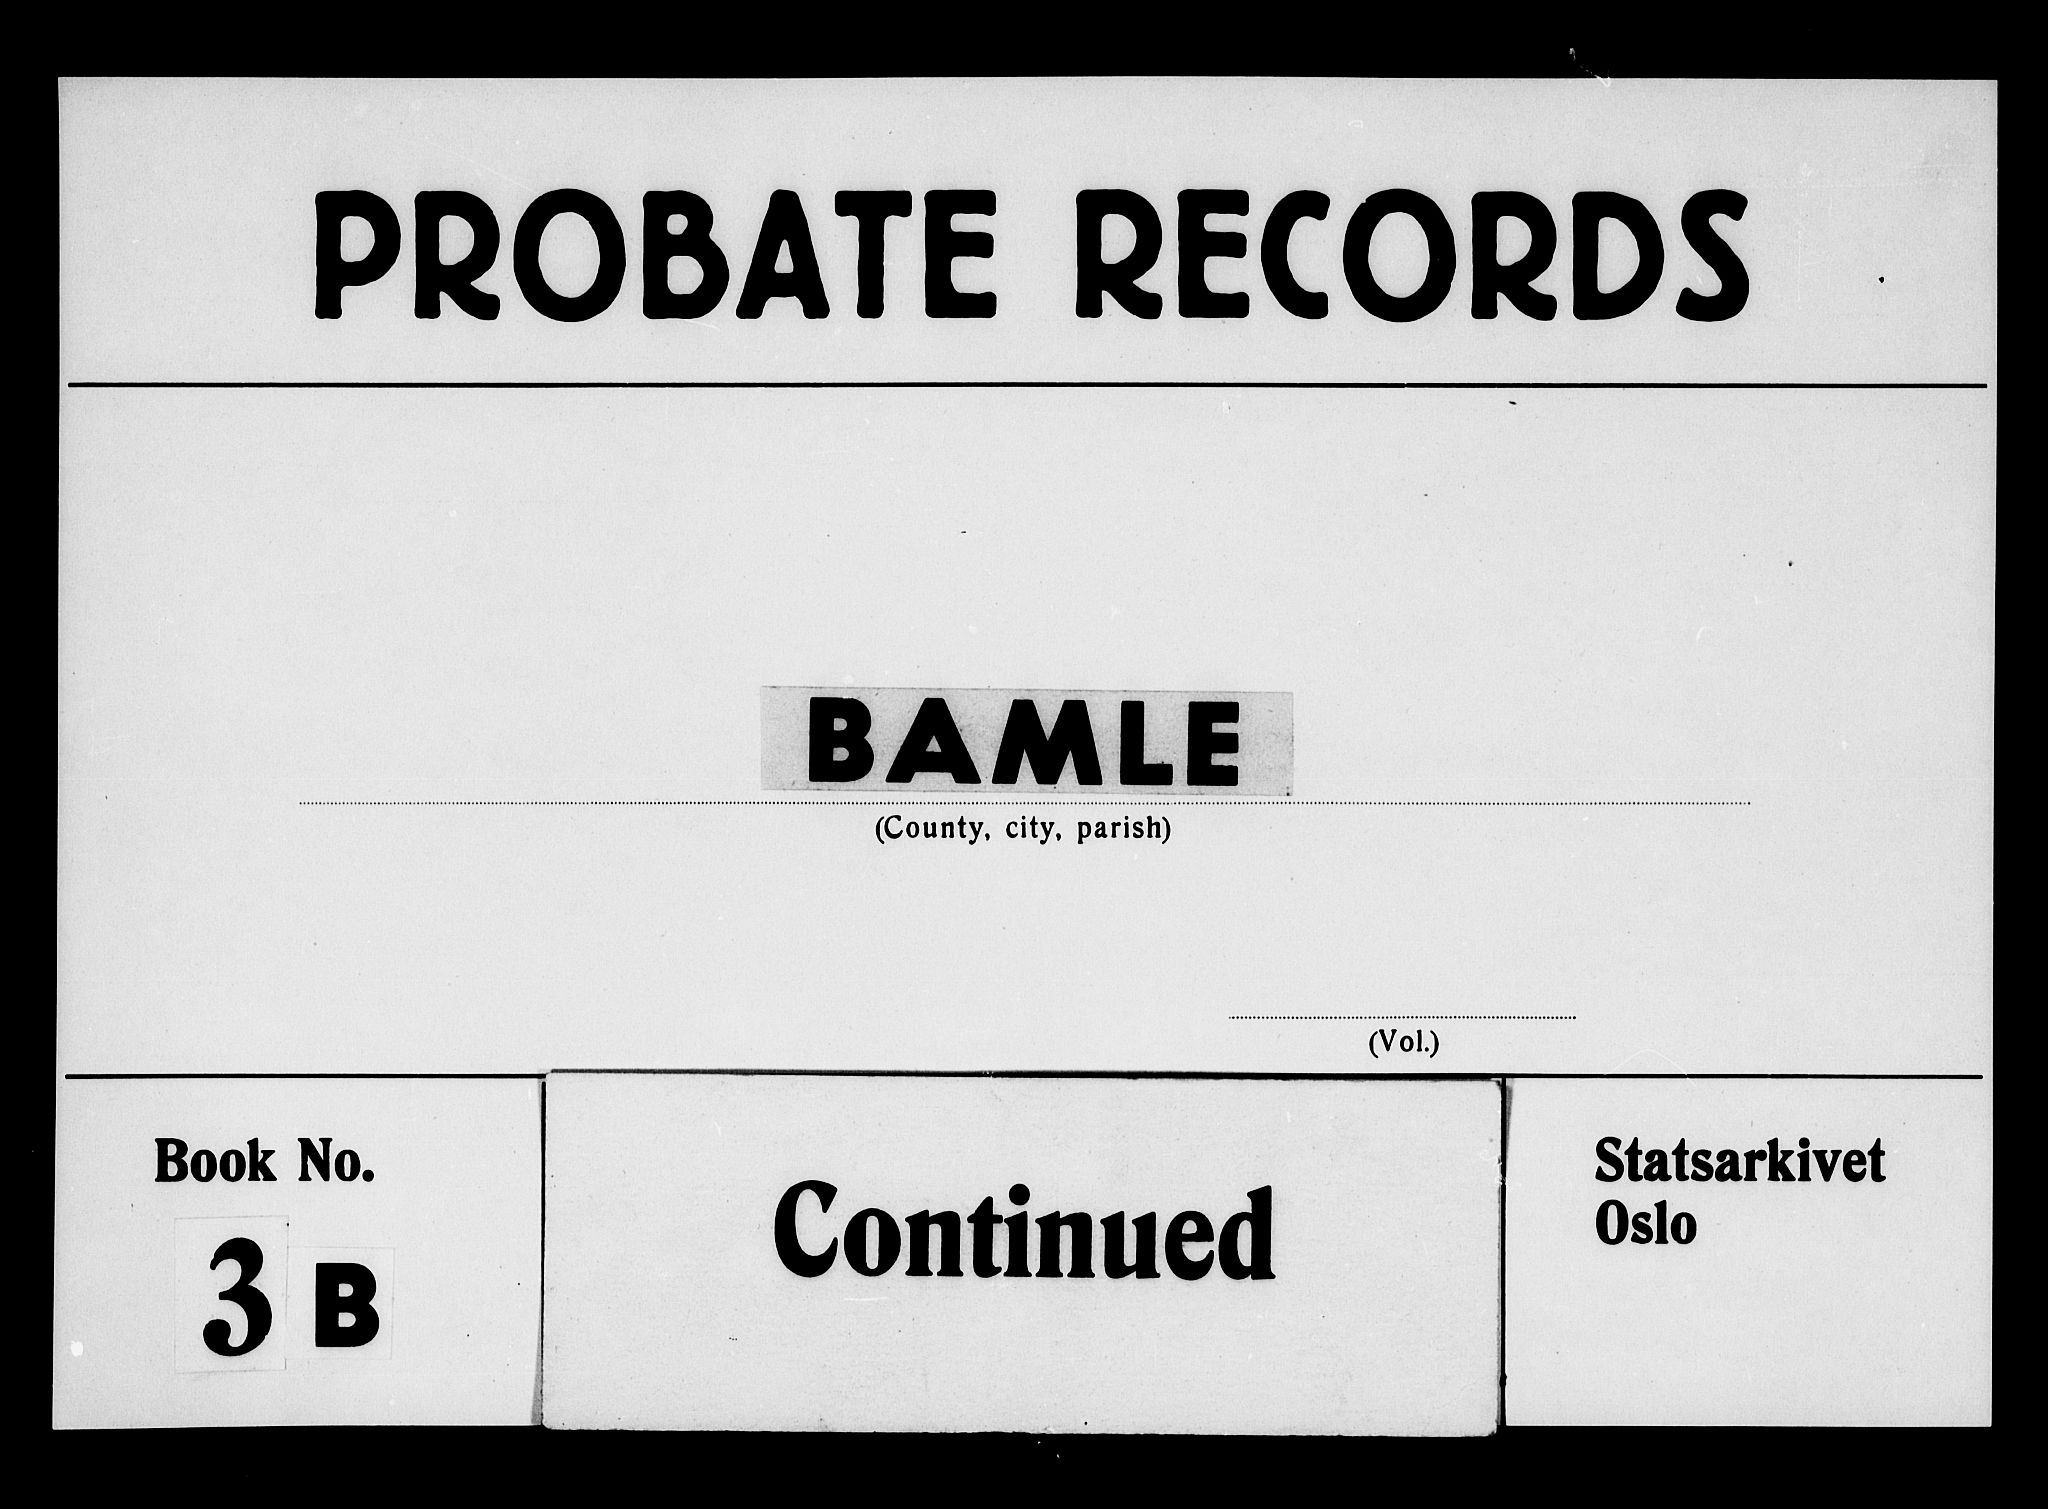 PROBATE RECORDS
BAMLE
(County, city, parish)
(Vol.)
Book No.
3 B
Continued
Statsarkivet
Oslo